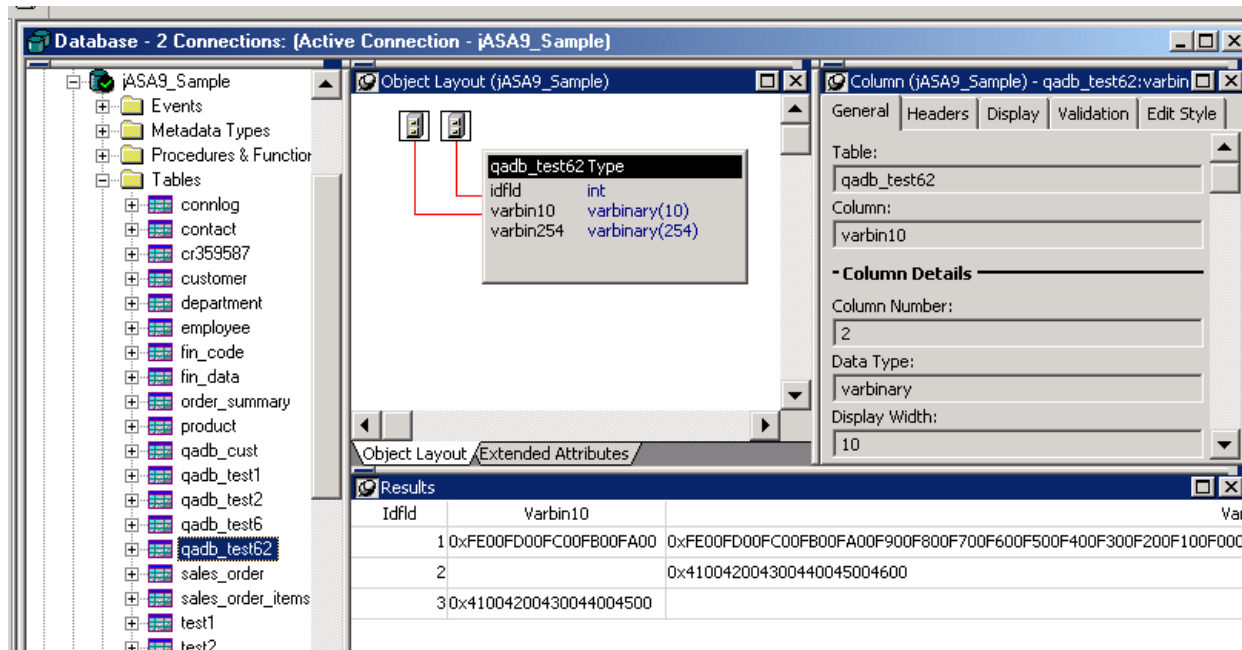 Database - 2 Connections: (Active Connection - jASA9_Sample)
jASA9_Sample
Events
Metadata Types
Procedures & Function
Tables
connlog
contact
cr359587
customer
department
employee
fin_code
fin_data
order_summary
product
qadb_cust
qadb_test1
qadb_test2
qadb_test6
qadb_test62
sales_order
sales_order_items
test1
test2
Object Layout (jASA9_Sample)
qadb_test62 Type
idfld int
varbin10 varbinary(10)
varbin254 varbinary(254)
Object Layout Extended Attributes
Column (jASA9_Sample) - qadb_test62:varbin
General Headers Display Validation Edit Style
Table:
qadb_test62
Column:
varbin10
Column Details
Column Number:
2
Data Type:
varbinary
Display Width:
10
Results
Idfld Varbin10 Var
1 0xFE00FD00FC00FB00FA00 0xFE00FD00FC00FB00FA00F900F800F700F600F500F400F300F200F100F000
2 0x410042004300440045004600
3 0x41004200430044004500